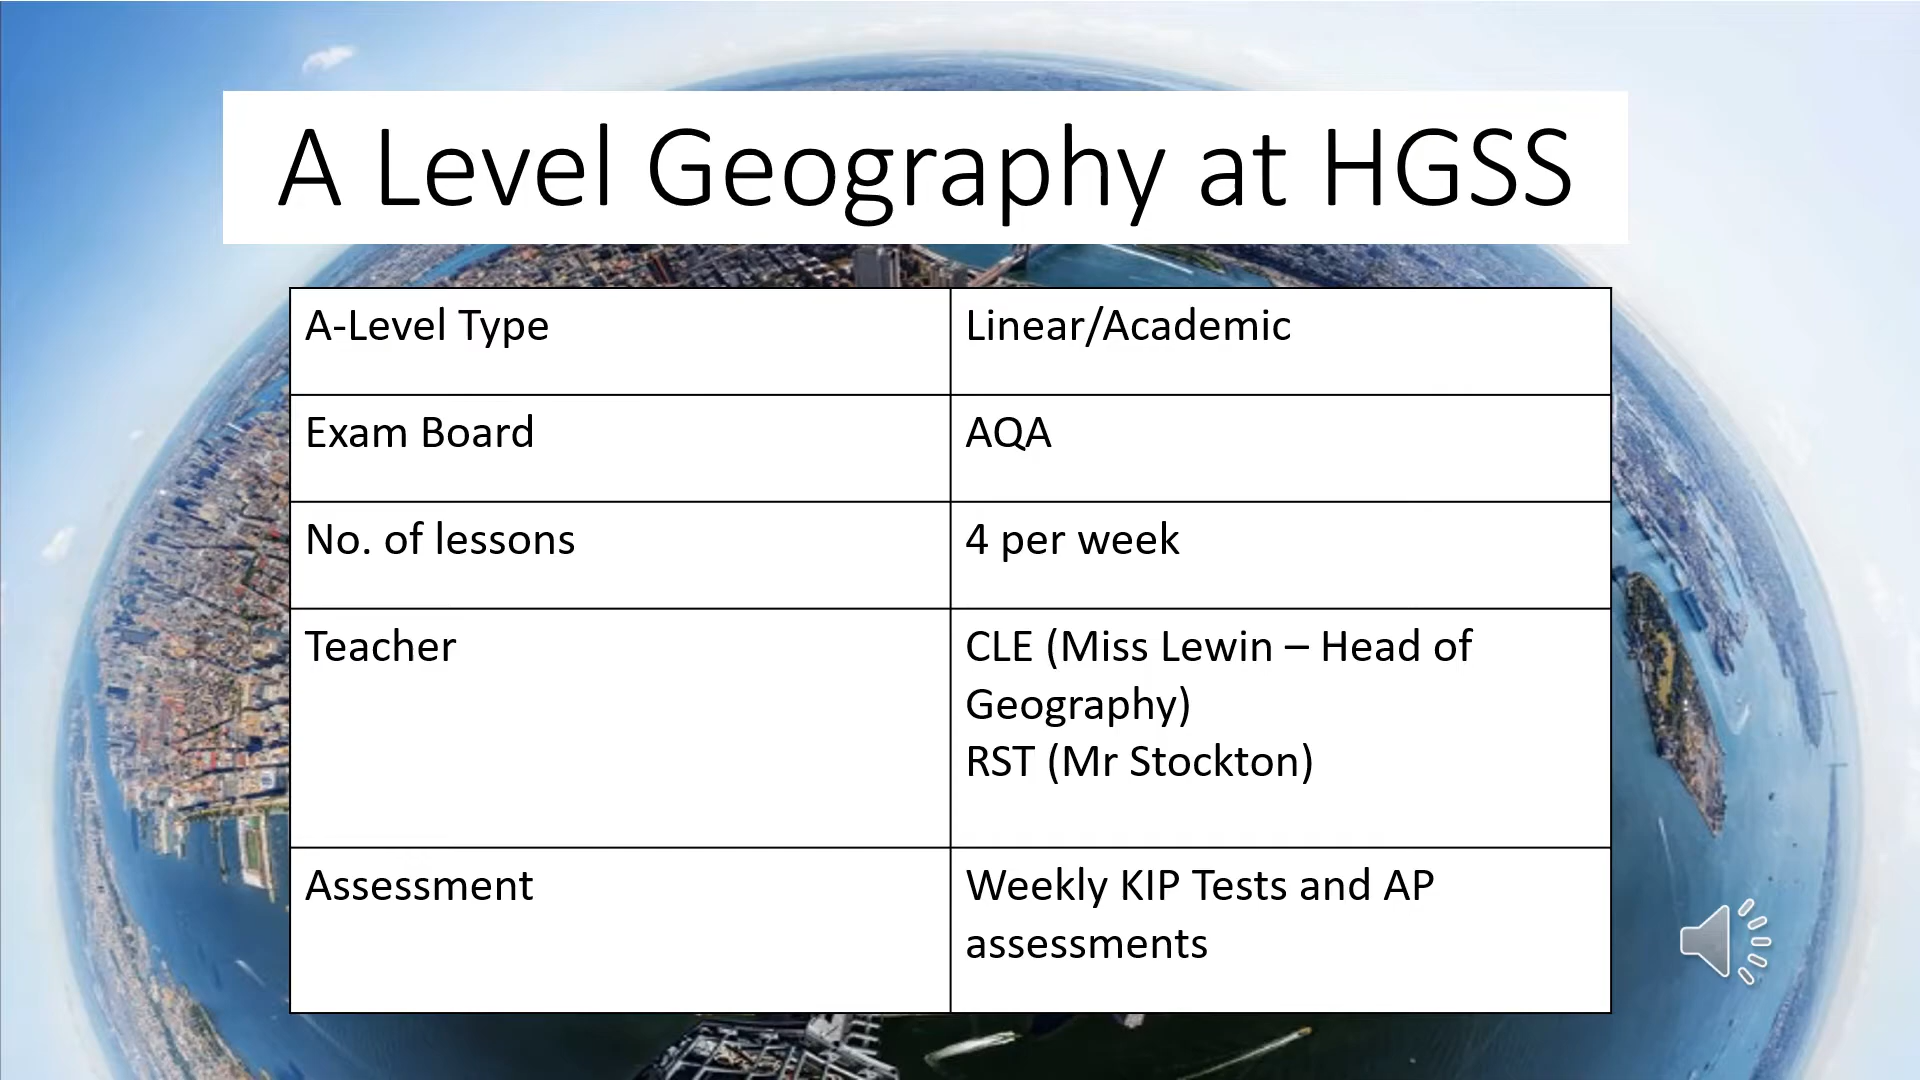 A Level Geography at HGSS
A-Level Type
Linear/Academic
Exam Board
AQA
No. of lessons
4 per week
Teacher
CLE (Miss Lewin – Head of
Geography)
RST (Mr Stockton)
Assessment
Weekly KIP Tests and AP
assessments